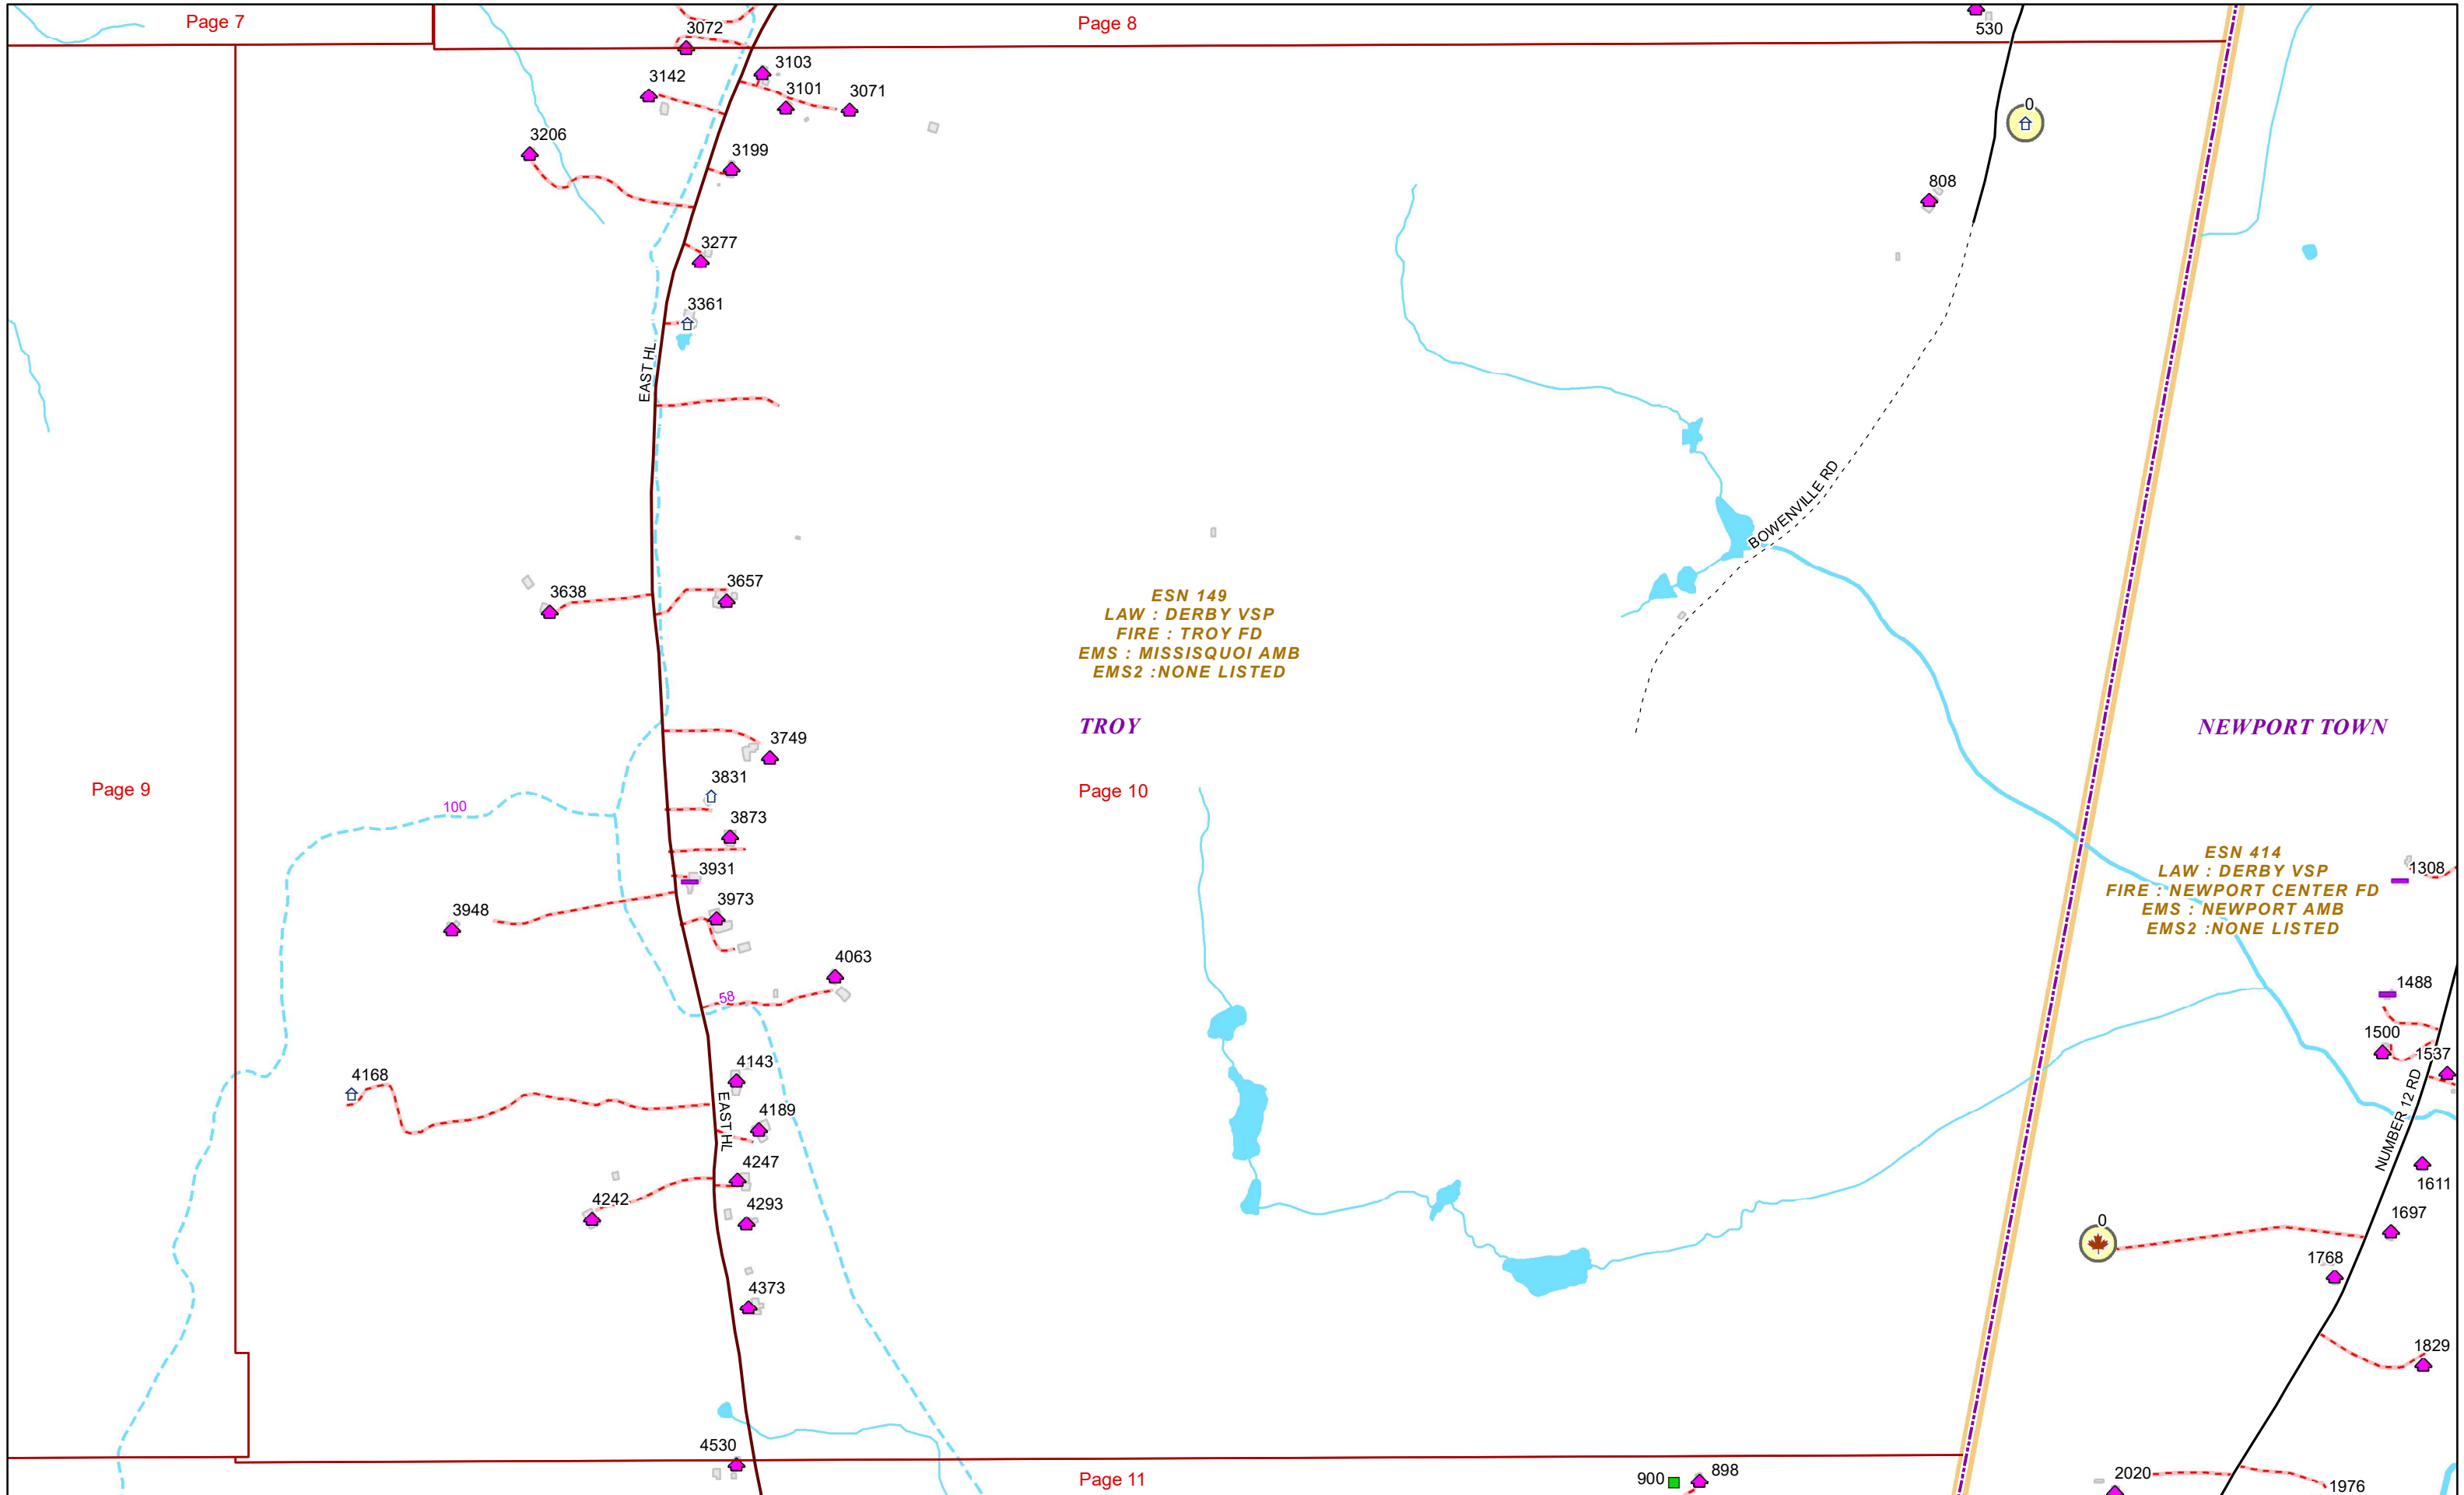 Page 7
Page 8
3072
530
3103
3142
3101
3071
0
3206
3199
808
3277
3361
EAST HL
BOWENVILLE RD
3638
3657
ESN 149
LAW : DERBY VSP
FIRE : TROY FD
EMS : MISSISQUOI AMB
EMS2 :NONE LISTED
TROY
NEWPORT TOWN
3749
3831
Page 9
Page 10
100
3873
3931
ESN 414
LAW : DERBY VSP
FIRE : NEWPORT CENTER FD
EMS : NEWPORT AMB
EMS2 :NONE LISTED
1308
3948
3973
4063
58
1488
1500
1537
4143
4168
EAST HL
4189
NUMBER 12 RD
4247
1611
4242
4293
0
1697
1768
4373
1829
4530
Page 11
900
898
2020
1976